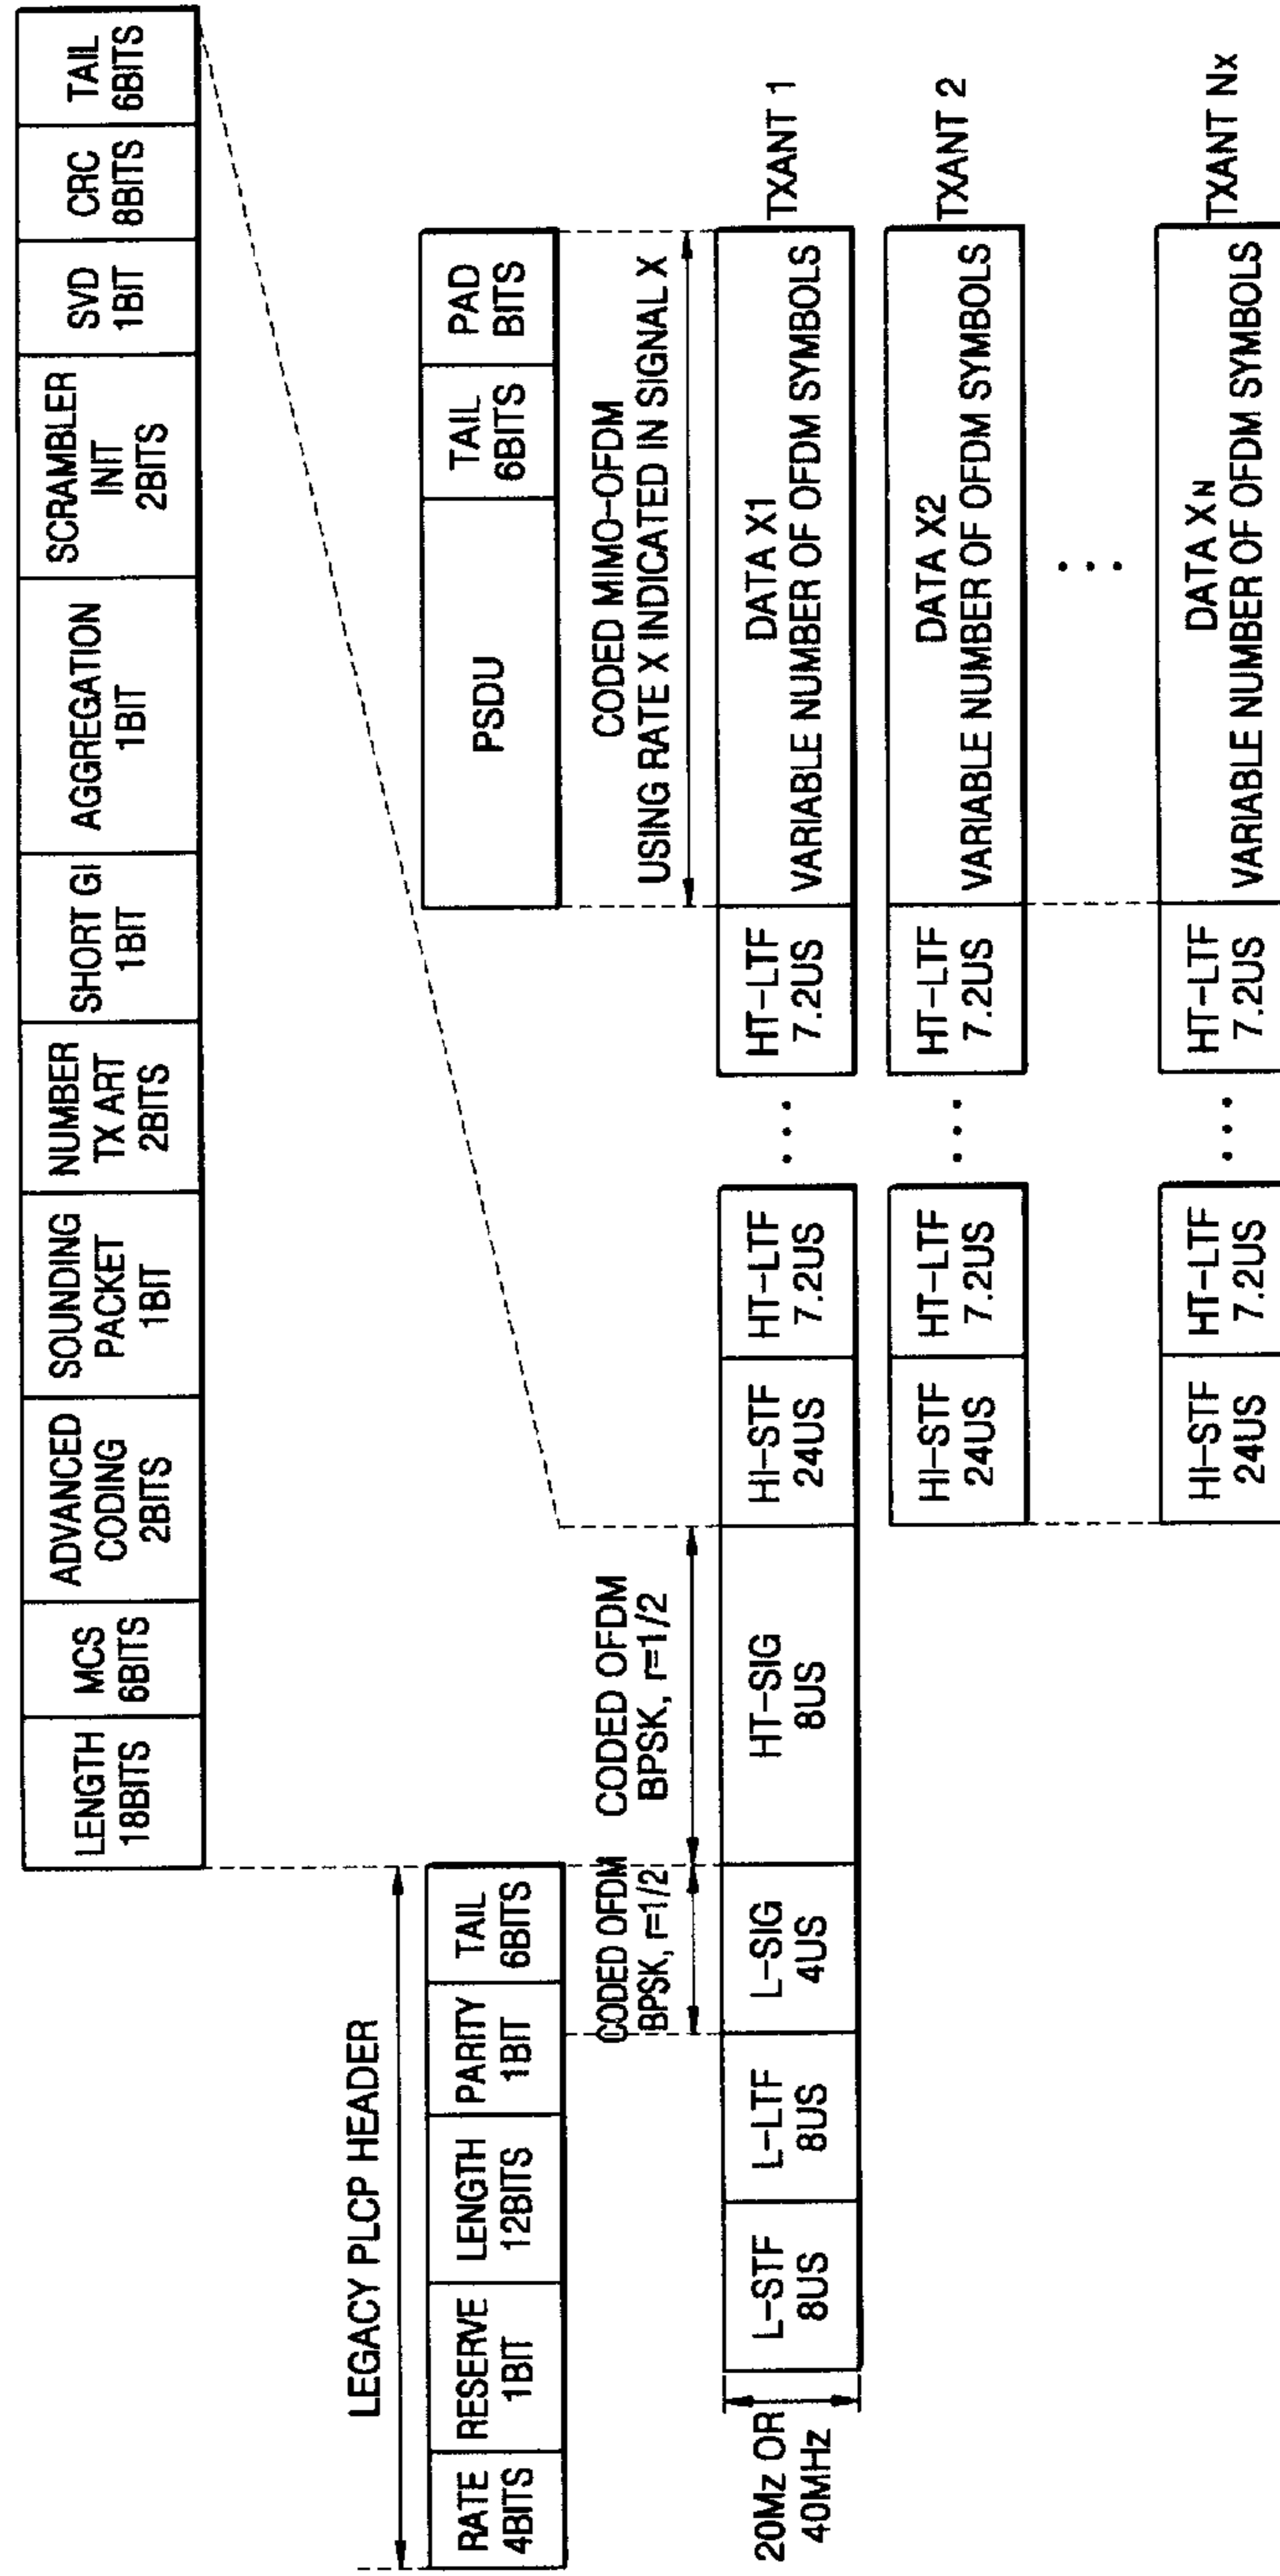 LENGTH
18BITS
MCS
6BITS
ADVANCED
CODING
2BITS
SOUNDING
PACKET
1BIT
NUMBER
TX ART
2BITS
SHORT GI
1BIT
AGGREGATION
1BIT
SCRAMBLER
INIT
2BITS
SVD
1BIT
CRC
8BITS
TAIL
6BITS
LEGACY PLCP HEADER
RATE
4BITS
RESERVE
1BIT
LENGTH
12BITS
PARITY
1BIT
TAIL
6BITS
PSDU
TAIL
6BITS
PAD
BITS
CODED OFDM
BPSK, r=1/2
CODED OFDM
BPSK, r=1/2
CODED MIMO-OFDM
USING RATE X INDICATED IN SIGNAL X
20Mz OR
40MHz
L-STF
8US
L-LTF
8US
L-SIG
4US
HT-SIG
8US
HI-STF
24US
HT-LTF
7.2US
...
HT-LTF
7.2US
DATA X1
VARIABLE NUMBER OF OFDM SYMBOLS
TXANT 1
HI-STF
24US
HT-LTF
7.2US
...
HT-LTF
7.2US
DATA X2
VARIABLE NUMBER OF OFDM SYMBOLS
TXANT 2
...
HI-STF
24US
HT-LTF
7.2US
...
HT-LTF
7.2US
DATA XN
VARIABLE NUMBER OF OFDM SYMBOLS
TXANT Nx